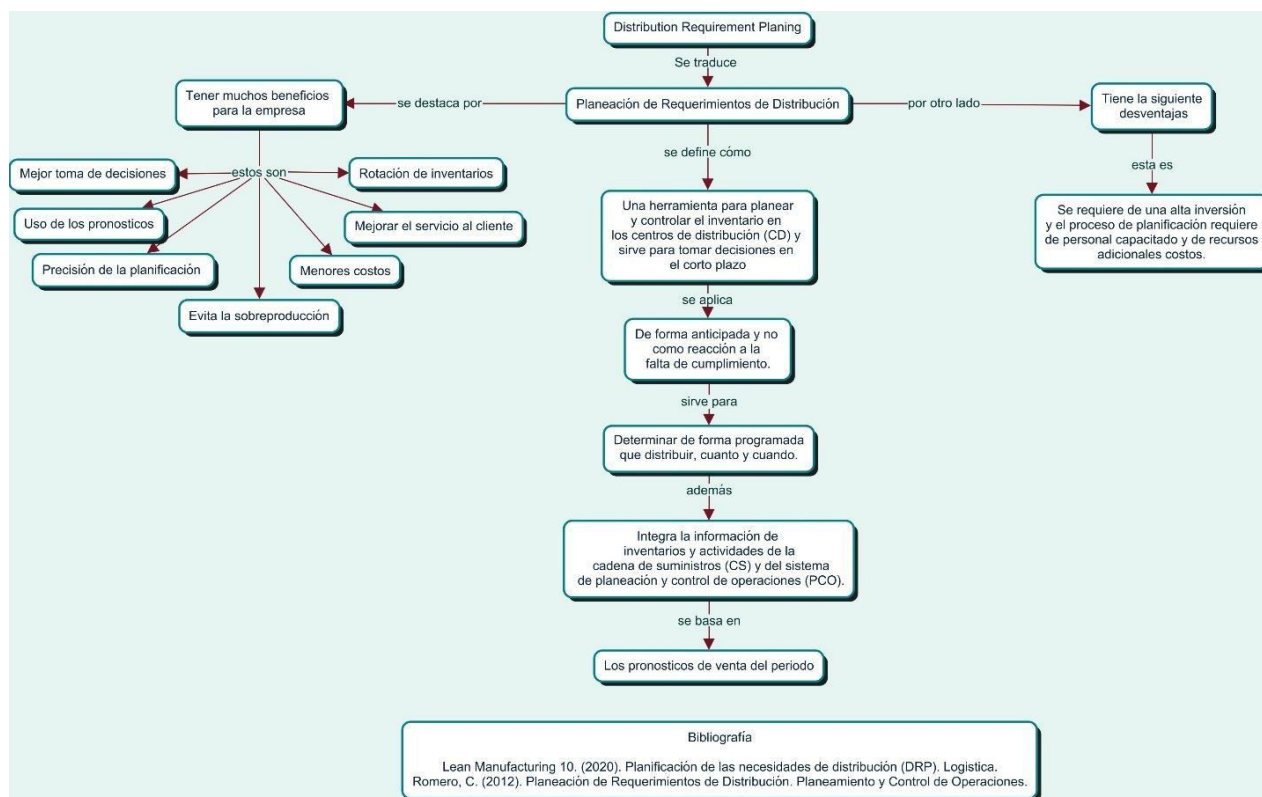 Distribution Requirement Planing
Se traduce
Tener muchos beneficios
para la empresa
se destaca por
Planeación de Requerimientos de Distribución
por otro lado
Tiene la siguiente
desventajas
estos son
Mejor toma de decisiones
Rotación de inventarios
Uso de los pronosticos
Mejorar el servicio al cliente
Precisión de la planificación
Menores costos
Evita la sobreproducción
se define cómo
Una herramienta para planear
y controlar el inventario en
los centros de distribución (CD) y
sirve para tomar decisiones en
el corto plazo
se aplica
De forma anticipada y no
como reacción a la
falta de cumplimiento.
sirve para
Determinar de forma programada
que distribuir, cuanto y cuando.
además
Integra la información de
inventarios y actividades de la
cadena de suministros (CS) y del sistema
de planeación y control de operaciones (PCO).
se basa en
Los pronosticos de venta del periodo
esta es
Se requiere de una alta inversión
y el proceso de planificación requiere
de personal capacitado y de recursos
adicionales costos.
Bibliografía
Lean Manufacturing 10. (2020). Planificación de las necesidades de distribución (DRP). Logistica.
Romero, C. (2012). Planeación de Requerimientos de Distribución. Planeamiento y Control de Operaciones.